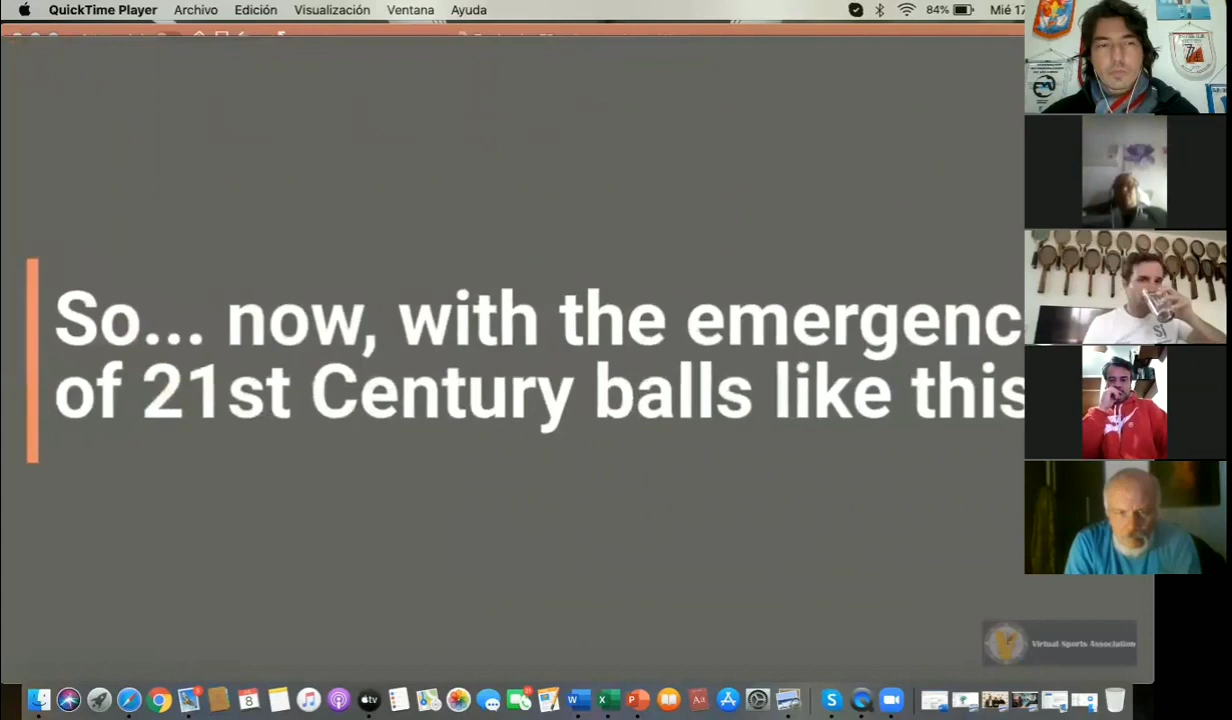 QuickTime Player Archivo Edición Visualización Ventana Ayuda 84% Mié 17
So... now, with the emergenc
of 21st Century balls like this
Virtual Sports Association